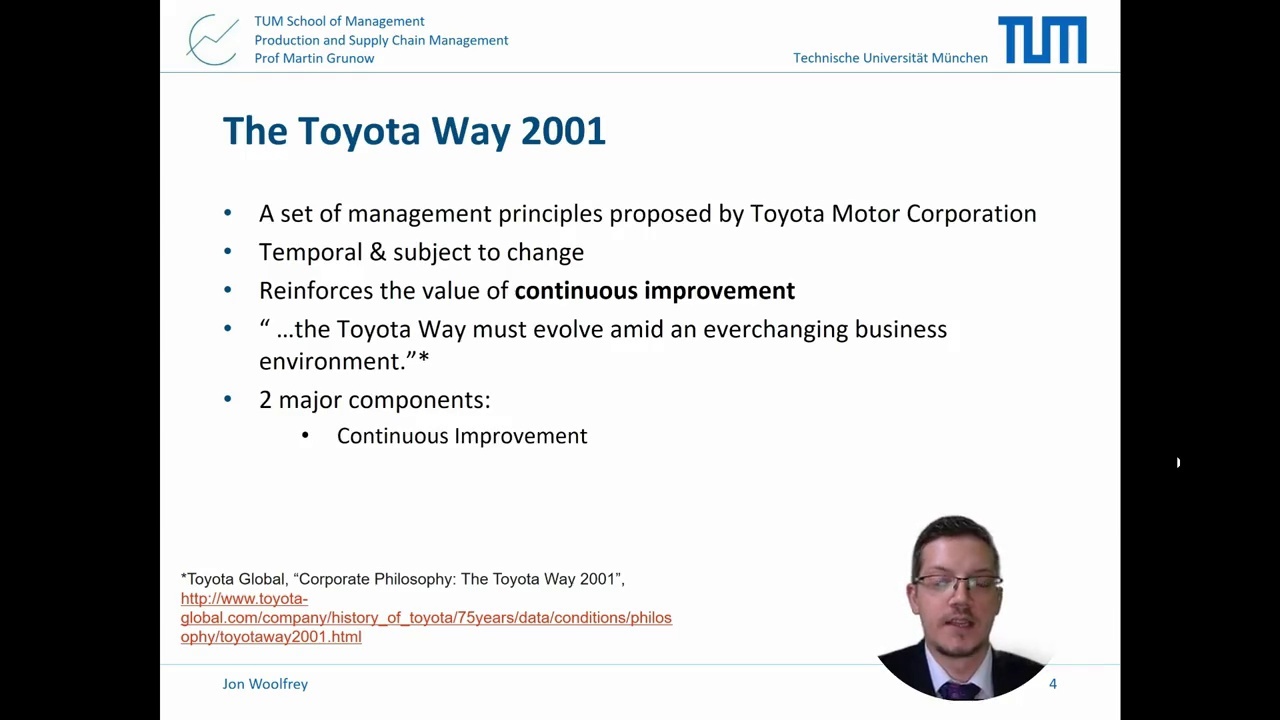 TUM School of Management
Production and Supply Chain Management
Prof Martin Grunow
Technische Universität München
TUM
The Toyota Way 2001
• A set of management principles proposed by Toyota Motor Corporation
• Temporal & subject to change
• Reinforces the value of continuous improvement
• “ …the Toyota Way must evolve amid an everchanging business
environment.”*
• 2 major components:
• Continuous Improvement
*Toyota Global, “Corporate Philosophy: The Toyota Way 2001”,
http://www.toyota-
global.com/company/history_of_toyota/75years/data/conditions/philos
ophy/toyotaway2001.html
Jon Woolfrey
4